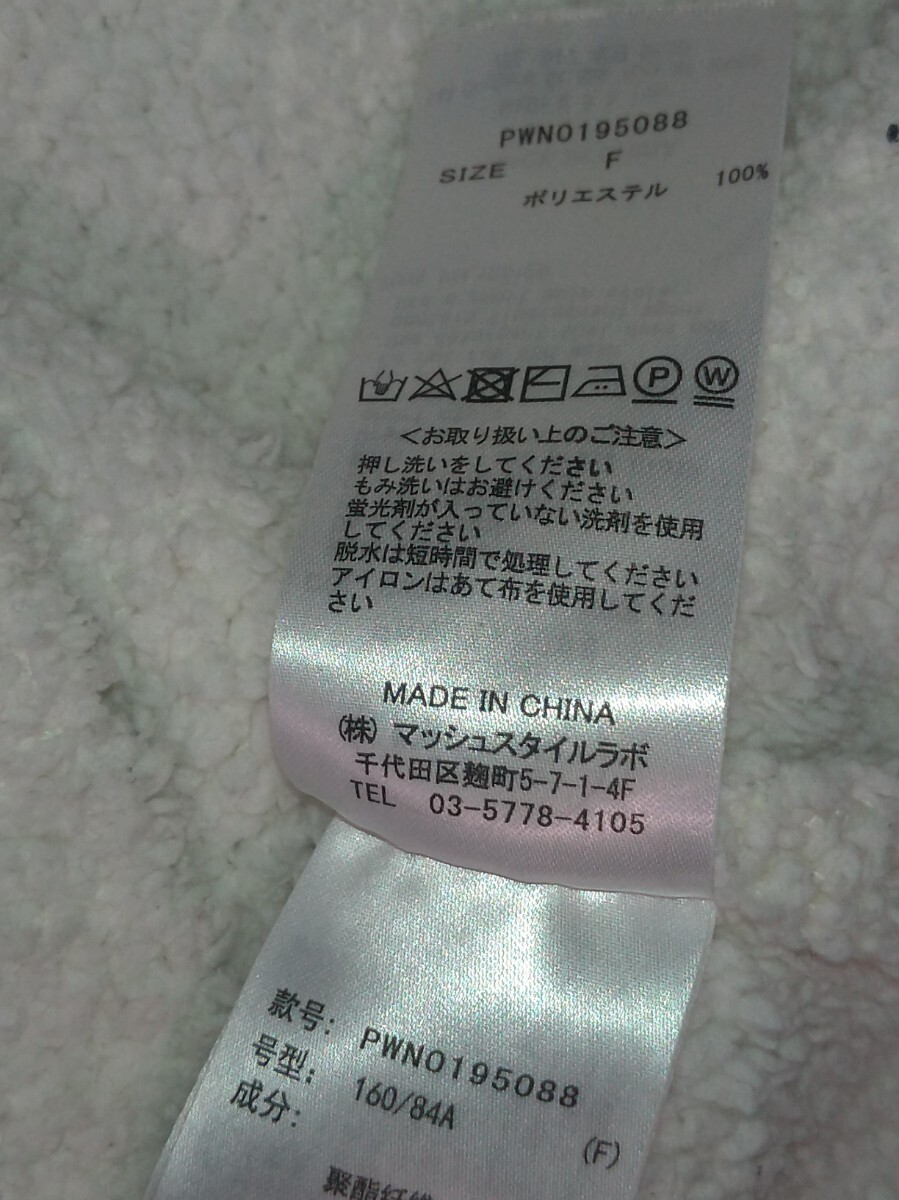 PWNO195088
SIZE F
ポリエステル 100%
P W
<お取り扱い上のご注意>
押し洗いをしてください
もみ洗いはお避けください
蛍光剤が入っていない洗剤を使用
してください
脱水は短時間で処理してください
アイロンはあて布を使用してくだ
さい
MADE IN CHINA
(株) マッシュスタイルラボ
千代田区麹町5-7-1-4F
TEL 03-5778-4105
款号: PWNO195088
号型: 160/84A (F)
成分:
聚酯纤维